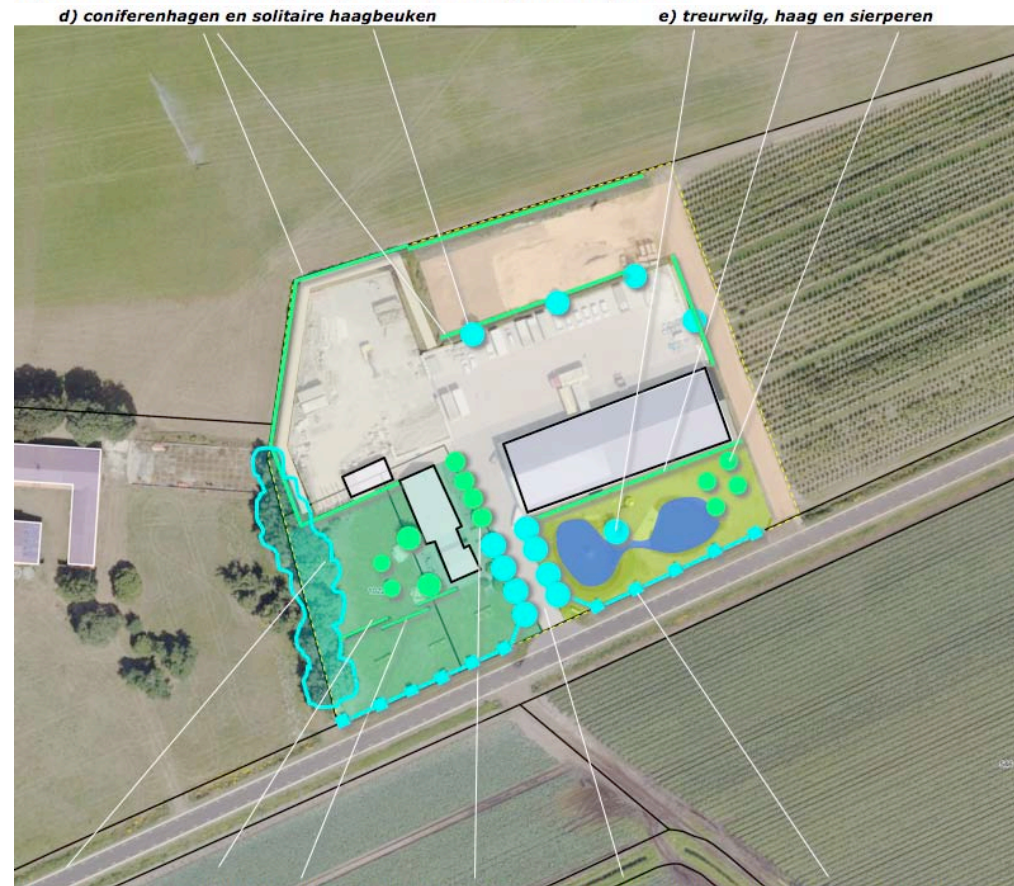 d) coniferenhagen en solitaire haagbeuken
e) treurwilg, haag en sierperen